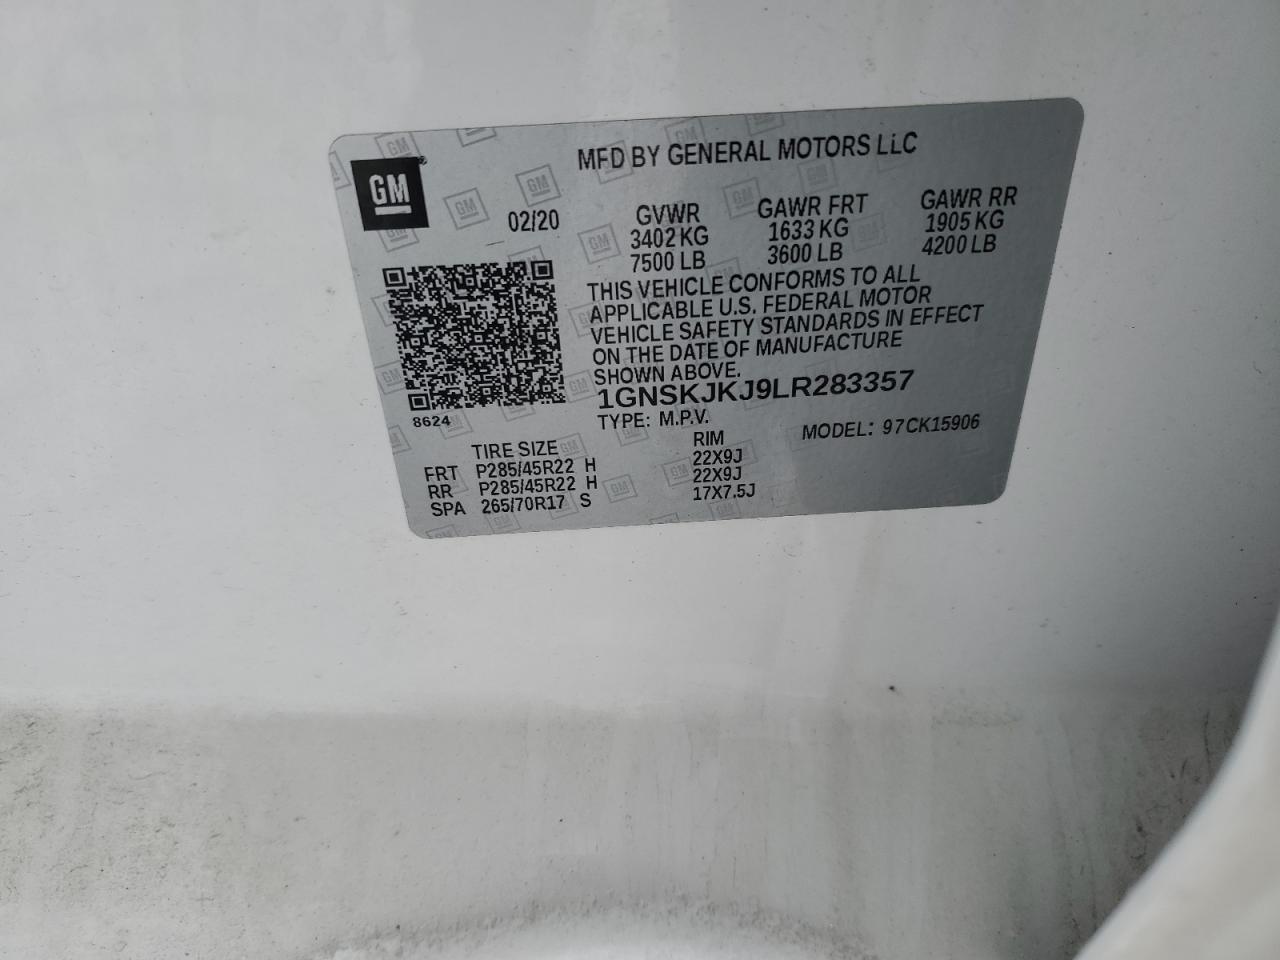 GM
MFD BY GENERAL MOTORS LLC
02/20
GVWR GAWR FRT GAWR RR
3402 KG 1633 KG 1905 KG
7500 LB 3600 LB 4200 LB
THIS VEHICLE CONFORMS TO ALL
APPLICABLE U.S. FEDERAL MOTOR
VEHICLE SAFETY STANDARDS IN EFFECT
ON THE DATE OF MANUFACTURE
SHOWN ABOVE.
1GNSKJKJ9LR283357
8624
TYPE: M.P.V. MODEL: 97CK15906
TIRE SIZE RIM
FRT P285/45R22 H 22X9J
RR P285/45R22 H 22X9J
SPA 265/70R17 S 17X7.5J